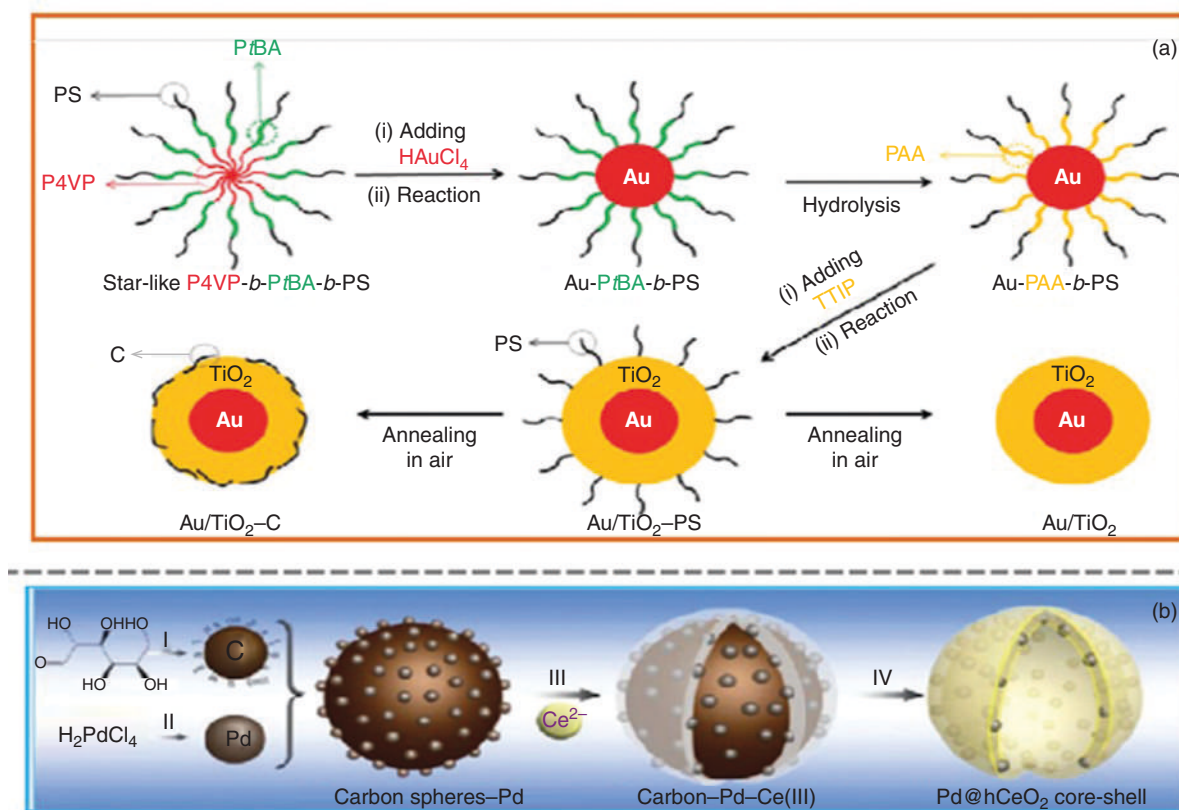 (a)
PtBA
PS
P4VP
(i) Adding
HAuCl4
(ii) Reaction
Au
Hydrolysis
PAA
Au
Star-like P4VP-b-PtBA-b-PS
Au-PtBA-b-PS
Au-PAA-b-PS
(i) Adding
TTIP
(ii) Reaction
C
TiO2
Au
Annealing
in air
PS
TiO2
Au
Annealing
in air
TiO2
Au
Au/TiO2–C
Au/TiO2–PS
Au/TiO2
(b)
HO
OHHO
O
HO
OH
I
C
H2PdCl4
II
Pd
III
Ce2–
IV
Carbon spheres–Pd
Carbon–Pd–Ce(III)
Pd@hCeO2 core-shell